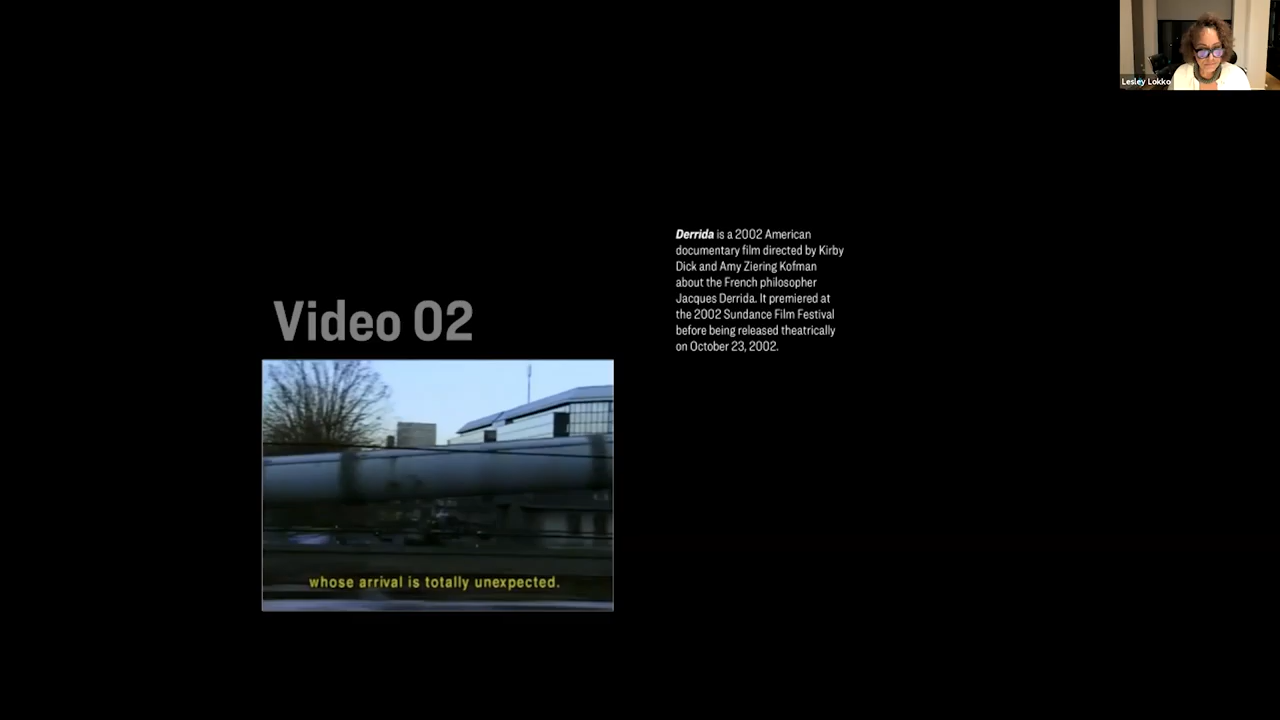 Lesley Lokko
Derrida is a 2002 American
documentary film directed by Kirby
Dick and Amy Ziering Kofman
about the French philosopher
Jacques Derrida. It premiered at
the 2002 Sundance Film Festival
before being released theatrically
on October 23, 2002.
Video 02
whose arrival is totally unexpected.